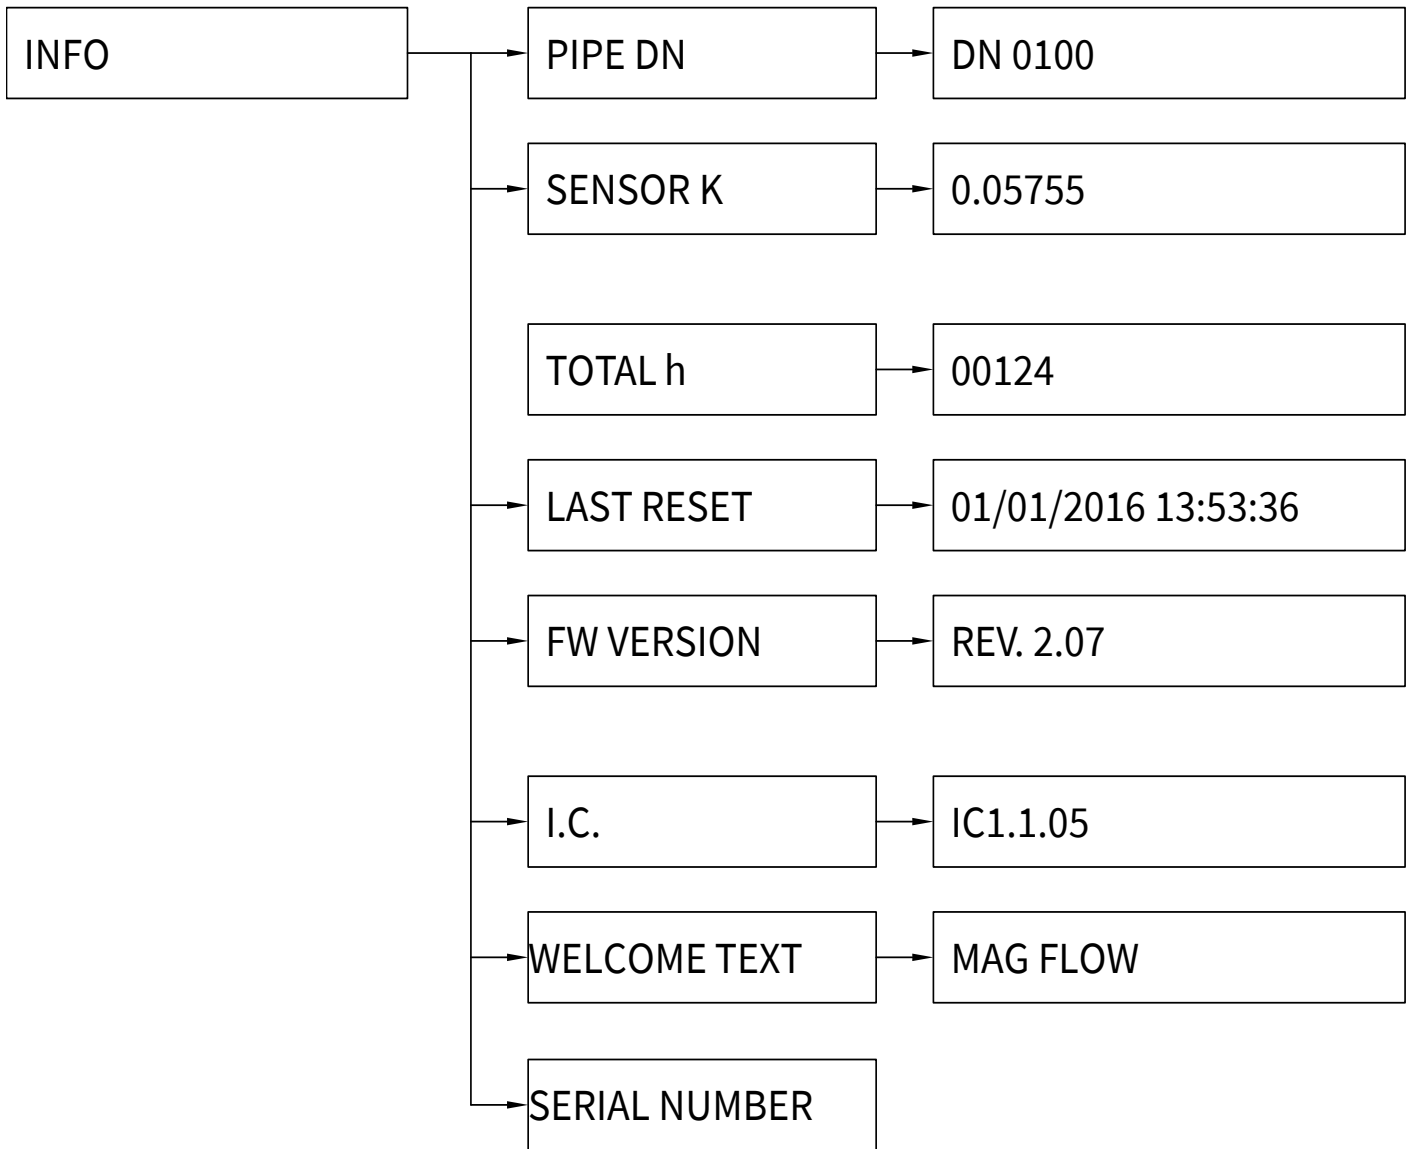 INFO
PIPE DN
DN 0100
SENSOR K
0.05755
TOTAL h
00124
LAST RESET
01/01/2016 13:53:36
FW VERSION
REV. 2.07
I.C.
IC1.1.05
WELCOME TEXT
MAG FLOW
SERIAL NUMBER